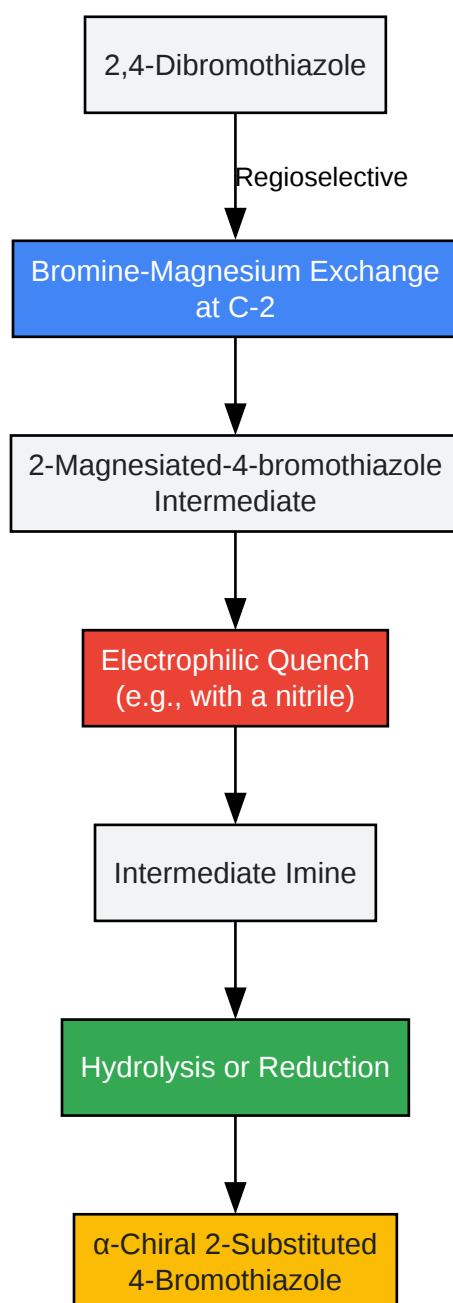 2,4-Dibromothiazole
Regioselective
Bromine-Magnesium Exchange
at C-2
2-Magnesiated-4-bromothiazole
Intermediate
Electrophilic Quench
(e.g., with a nitrile)
Intermediate Imine
Hydrolysis or Reduction
α-Chiral 2-Substituted
4-Bromothiazole